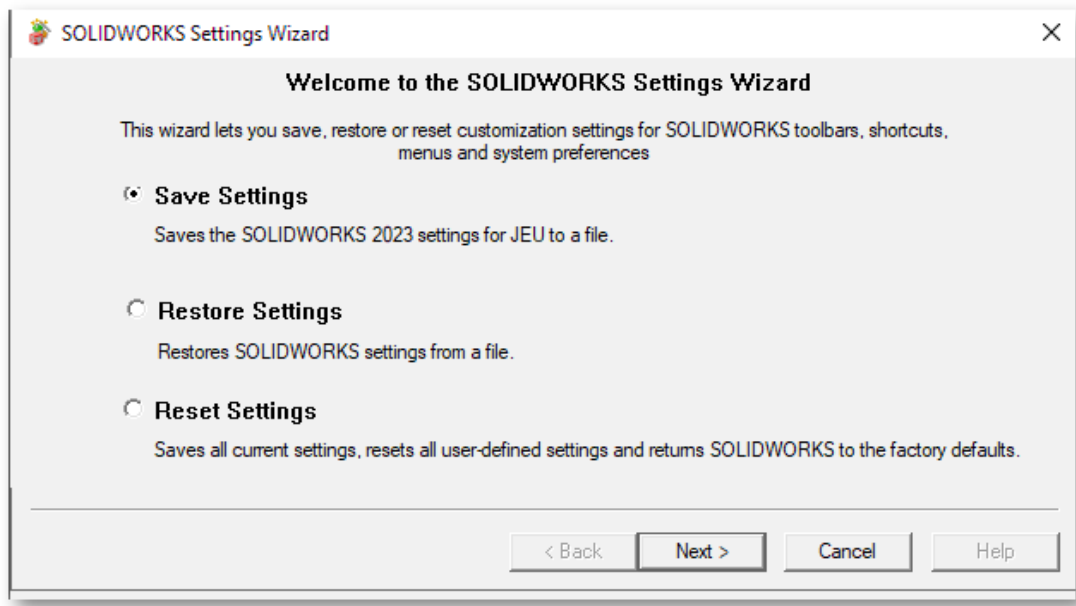 SOLIDWORKS Settings Wizard
Welcome to the SOLIDWORKS Settings Wizard
This wizard lets you save, restore or reset customization settings for SOLIDWORKS toolbars, shortcuts,
menus and system preferences
Save Settings
Saves the SOLIDWORKS 2023 settings for JEU to a file.
Restore Settings
Restores SOLIDWORKS settings from a file.
Reset Settings
Saves all current settings, resets all user-defined settings and returns SOLIDWORKS to the factory defaults.
< Back Next > Cancel Help